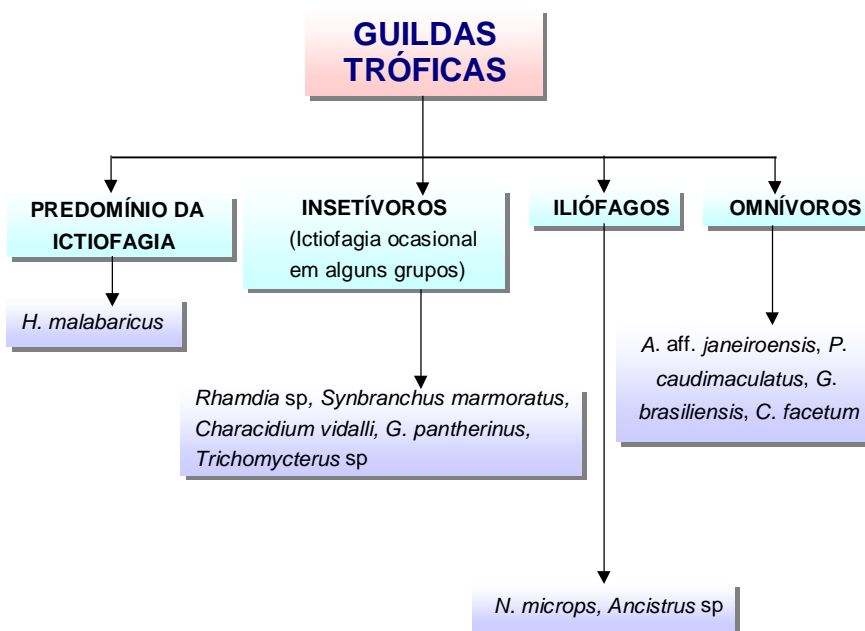 GUILDAS
TRÓFICAS
PREDOMÍNIO DA
ICTIOFAGIA
INSETÍVOROS
(Ictiofagia ocasional
em alguns grupos)
ILIÓFAGOS
OMNÍVOROS
H. malabaricus
Rhamdia sp, Synbranchus marmoratus,
Characidium vidalli, G. pantherinus,
Trichomycterus sp
A. aff. janeiroensis, P.
caudimaculatus, G.
brasiliensis, C. facetum
N. microps, Ancistrus sp